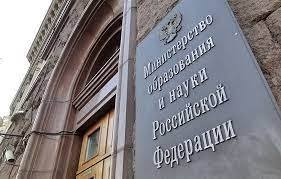 Министерство
образования
и науки
Российской
Федерации